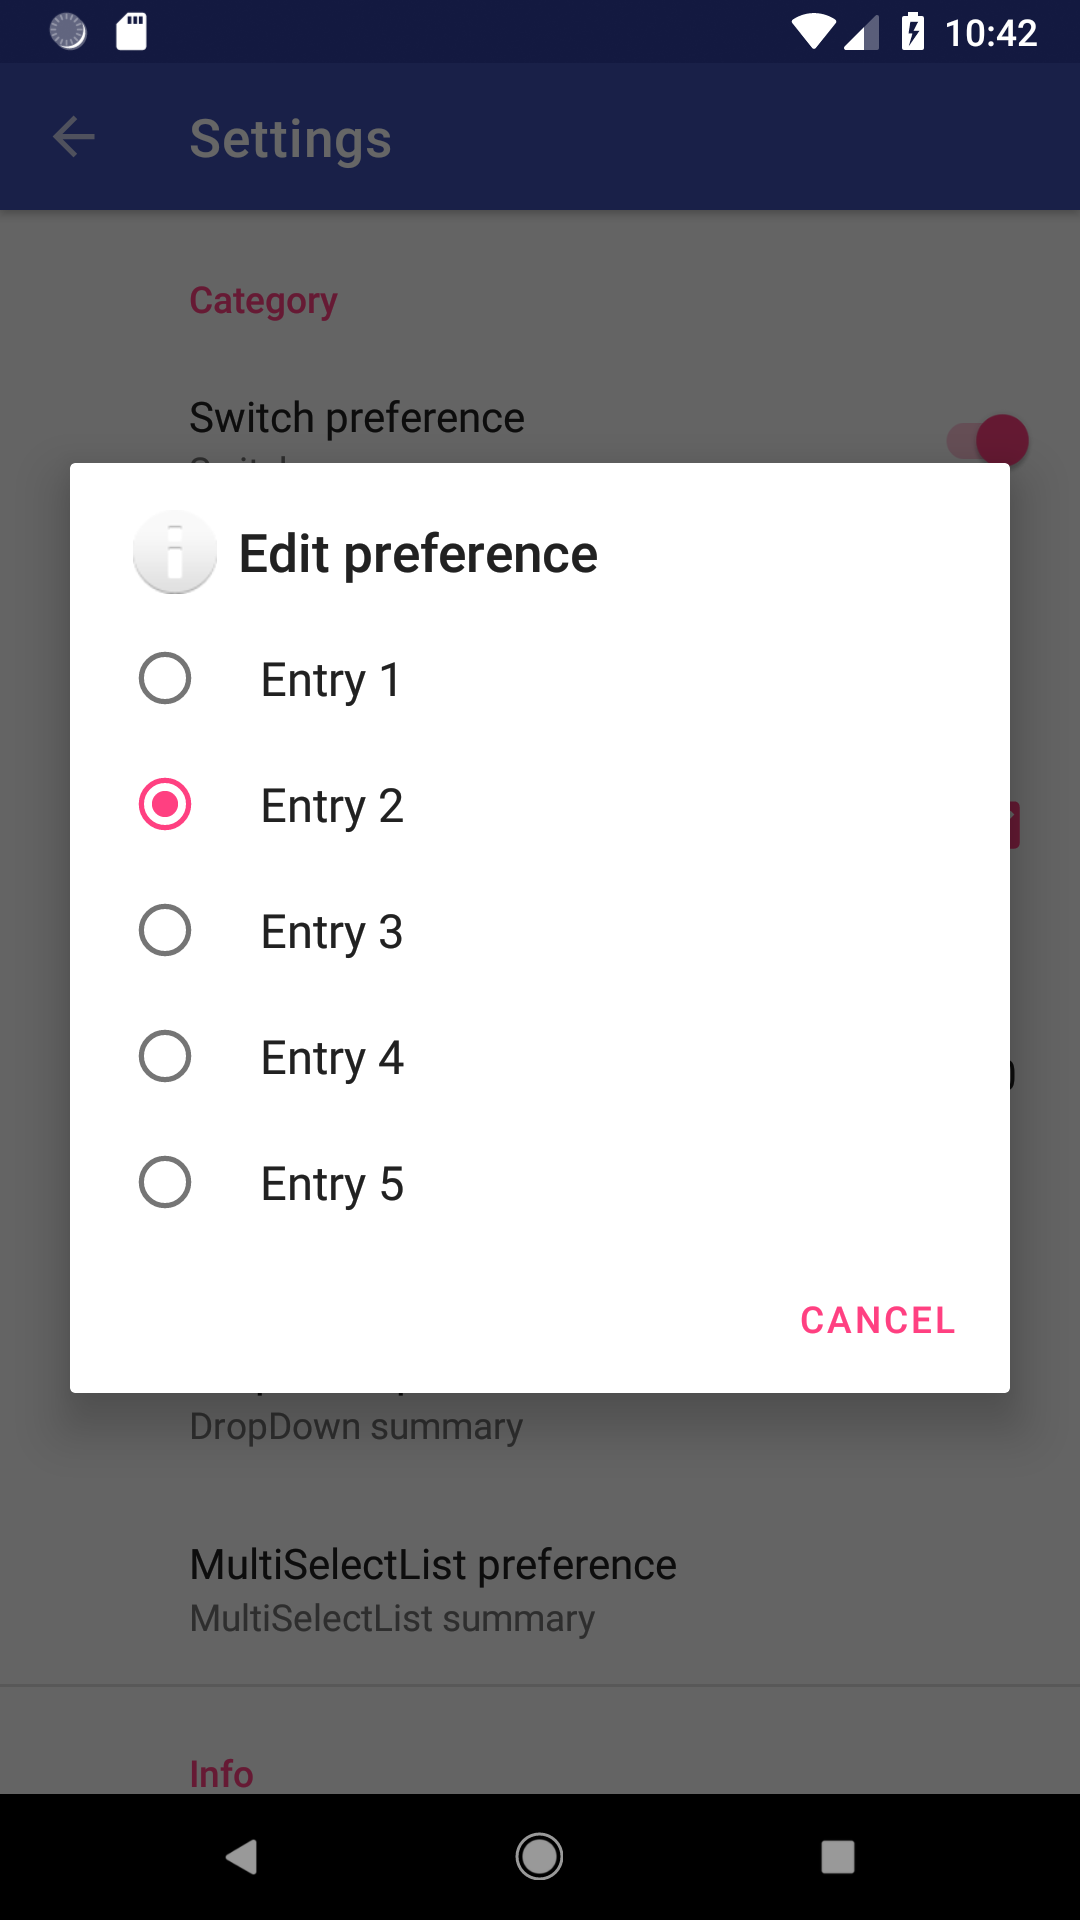 10:42
Settings
Category
Switch preference
Edit preference
Entry 1
Entry 2
Entry 3
Entry 4
Entry 5
CANCEL
DropDown summary
MultiSelectList preference
MultiSelectList summary
Info